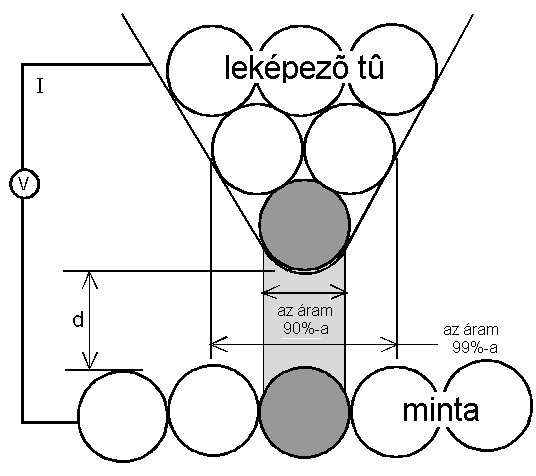 leképezõ tû
I
V
d
az áram
90%-a
az áram
99%-a
minta